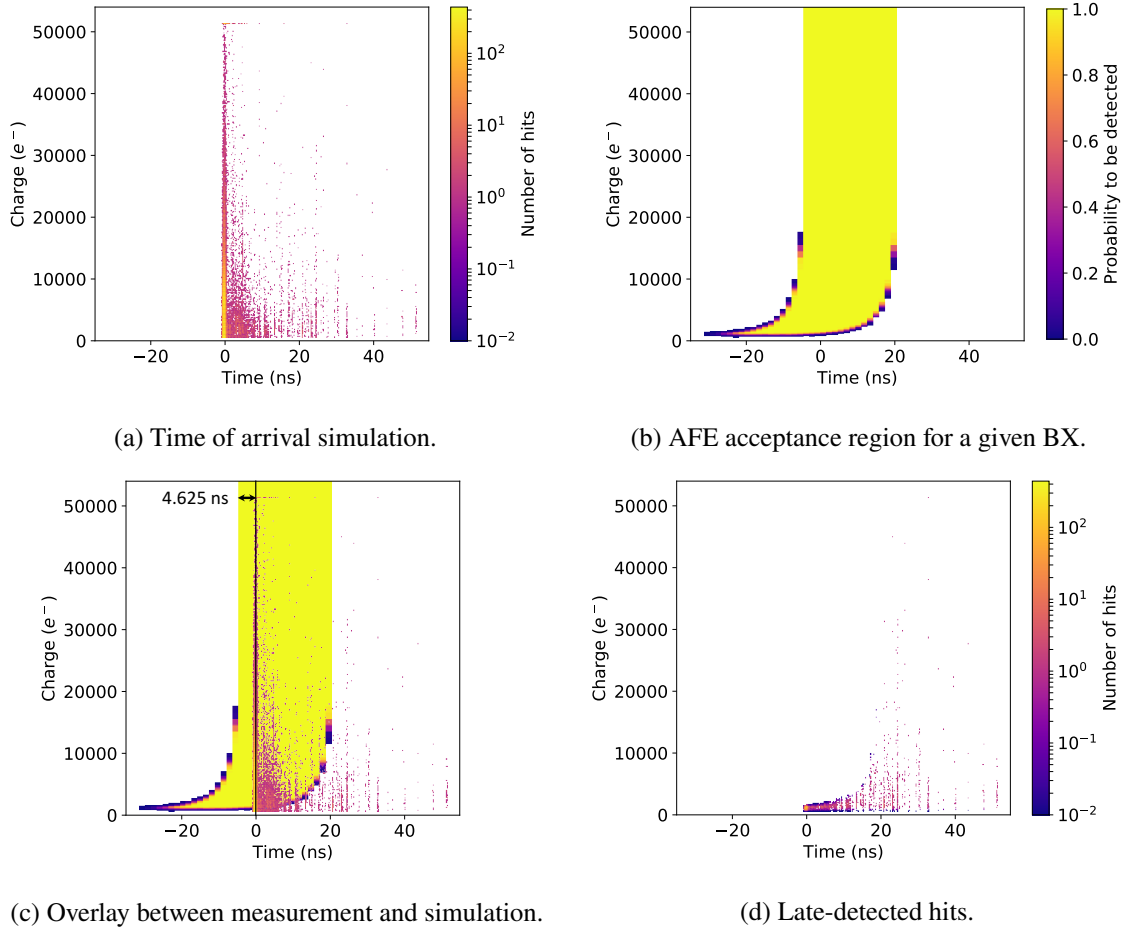 50000
40000
30000
20000
10000
0
Charge (e⁻)
−20 0 20 40
Time (ns)
10²
10¹
10⁰
10⁻¹
10⁻²
Number of hits
(a) Time of arrival simulation.
50000
40000
30000
20000
10000
0
Charge (e⁻)
−20 0 20 40
Time (ns)
1.0
0.8
0.6
0.4
0.2
0.0
Probability to be detected
(b) AFE acceptance region for a given BX.
4.625 ns
50000
40000
30000
20000
10000
0
Charge (e⁻)
−20 0 20 40
Time (ns)
(c) Overlay between measurement and simulation.
50000
40000
30000
20000
10000
0
Charge (e⁻)
−20 0 20 40
Time (ns)
10²
10¹
10⁰
10⁻¹
10⁻²
Number of hits
(d) Late-detected hits.